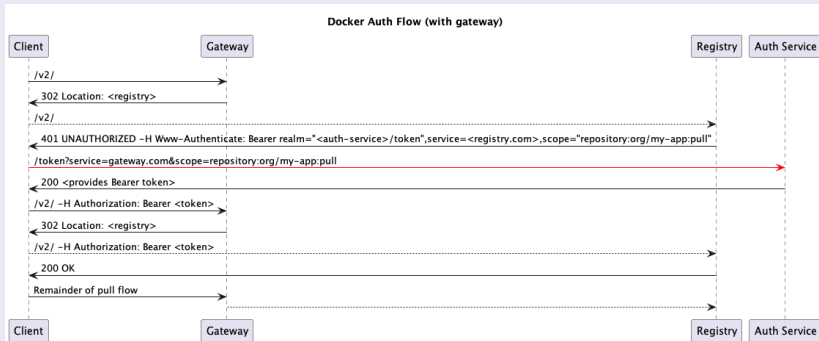 Docker Auth Flow (with gateway)
Client Gateway Registry Auth Service
/v2/
302 Location: <registry>
/v2/
401 UNAUTHORIZED -H Www-Authenticate: Bearer realm="<auth-service>/token",service=<registry.com>,scope="repository:org/my-app:pull"
/token?service=gateway.com&scope=repository:org/my-app:pull
200 <provides Bearer token>
/v2/ -H Authorization: Bearer <token>
302 Location: <registry>
/v2/ -H Authorization: Bearer <token>
200 OK
Remainder of pull flow
Client Gateway Registry Auth Service